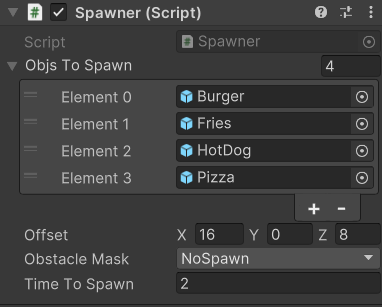 Spawner (Script)
Script Spawner
Objs To Spawn 4
Element 0 Burger
Element 1 Fries
Element 2 HotDog
Element 3 Pizza
+ -
Offset X 16 Y 0 Z 8
Obstacle Mask NoSpawn
Time To Spawn 2